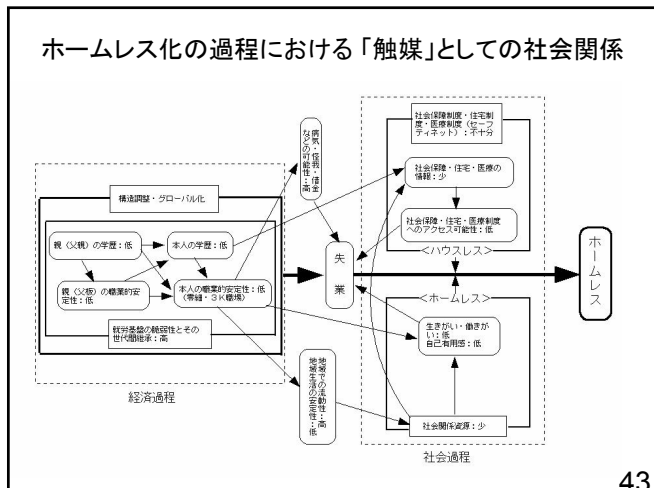 ホームレス化の過程における「触媒」としての社会関係
病気・怪我・借金
などの可能性:高
社会保障制度・住宅制
度・医療制度(セーフ
ティネット):不十分
構造調整・グローバル化
社会保障・住宅・医療の
情報:少
親(父親)の学歴:低
本人の学歴:低
社会保障・住宅・医療制度
へのアクセス可能性:低
<ハウスレス>
失業
ホームレス
親(父板)の職業的安
定性:低
本人の職業的安定性:低
(零細・3K職場)
<ホームレス>
生きがい・働きが
い:低
自己有用感:低
就労基盤の脆弱性とその
世代間継承:高
地域での流動性:高
地域生活の安定性:低
経済過程
社会関係資源:少
社会過程
43